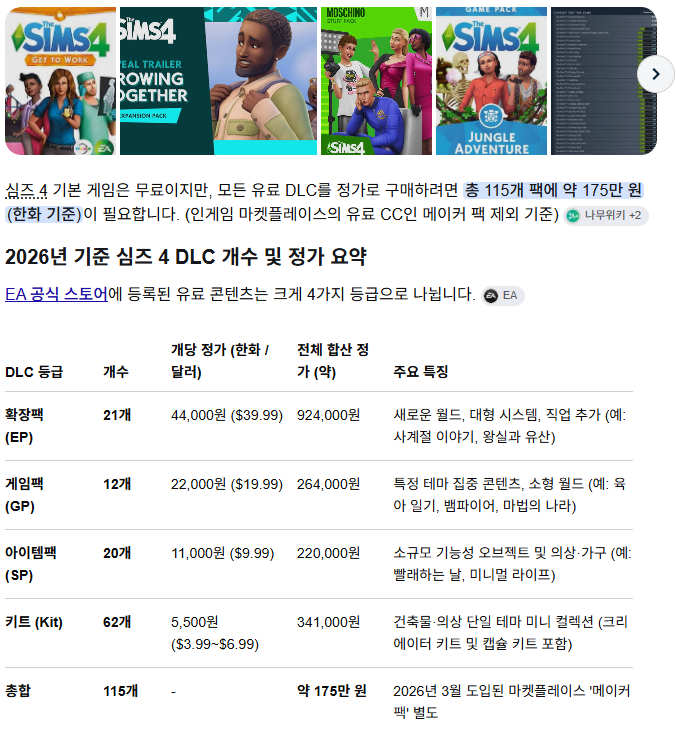 The
SIMS 4
GET TO WORK
EA
The
SIMS4
EAL TRAILER
ROWING
OGETHER
EXPANSION PACK
MOSCHINO
STUFF PACK
M
The SIMS4
GAME PACK
The
SIMS4
JUNGLE
ADVENTURE
심즈 4 기본 게임은 무료이지만, 모든 유료 DLC를 정가로 구매하려면 총 115개 팩에 약 175만 원
(한화 기준)이 필요합니다. (인게임 마켓플레이스의 유료 CC인 메이커 팩 제외 기준) 나무위키 +2
2026년 기준 심즈 4 DLC 개수 및 정가 요약
EA 공식 스토어에 등록된 유료 콘텐츠는 크게 4가지 등급으로 나뉩니다. EA EA
DLC 등급 개수 개당 정가 (한화 / 달러) 전체 합산 정가 (약) 주요 특징
확장팩 21개 44,000원 ($39.99) 924,000원 새로운 월드, 대형 시스템, 직업 추가 (예:
(EP) 사계절 이야기, 왕실과 유산)
게임팩 12개 22,000원 ($19.99) 264,000원 특정 테마 집중 콘텐츠, 소형 월드 (예: 육
(GP) 아 일기, 뱀파이어, 마법의 나라)
아이템팩 20개 11,000원 ($9.99) 220,000원 소규모 기능성 오브젝트 및 의상·가구 (예:
(SP) 빨래하는 날, 미니멀 라이프)
키트 (Kit) 62개 5,500원 341,000원 건축물·의상 단일 테마 미니 컬렉션 (크리
($3.99~$6.99) 에이터 키트 및 캡슐 키트 포함)
총합 115개 - 약 175만 원 2026년 3월 도입된 마켓플레이스 '메이커
팩' 별도